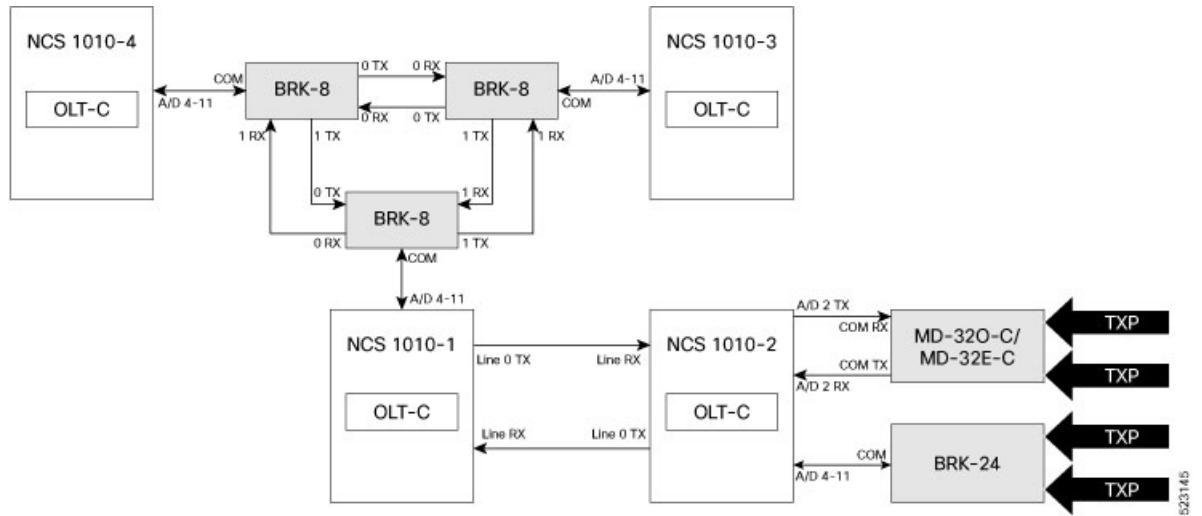 NCS 1010-4
OLT-C
A/D 4-11
COM
BRK-8
0 TX
0 RX
0 RX
0 TX
BRK-8
COM
A/D 4-11
NCS 1010-3
OLT-C
1 RX
1 TX
1 TX
1 RX
0 TX
1 RX
BRK-8
0 RX
1 TX
COM
A/D 4-11
NCS 1010-1
OLT-C
Line 0 TX
Line RX
Line RX
Line 0 TX
NCS 1010-2
OLT-C
A/D 2 TX
COM RX
COM TX
A/D 2 RX
MD-32O-C/
MD-32E-C
TXP
TXP
COM
A/D 4-11
BRK-24
TXP
TXP
523145